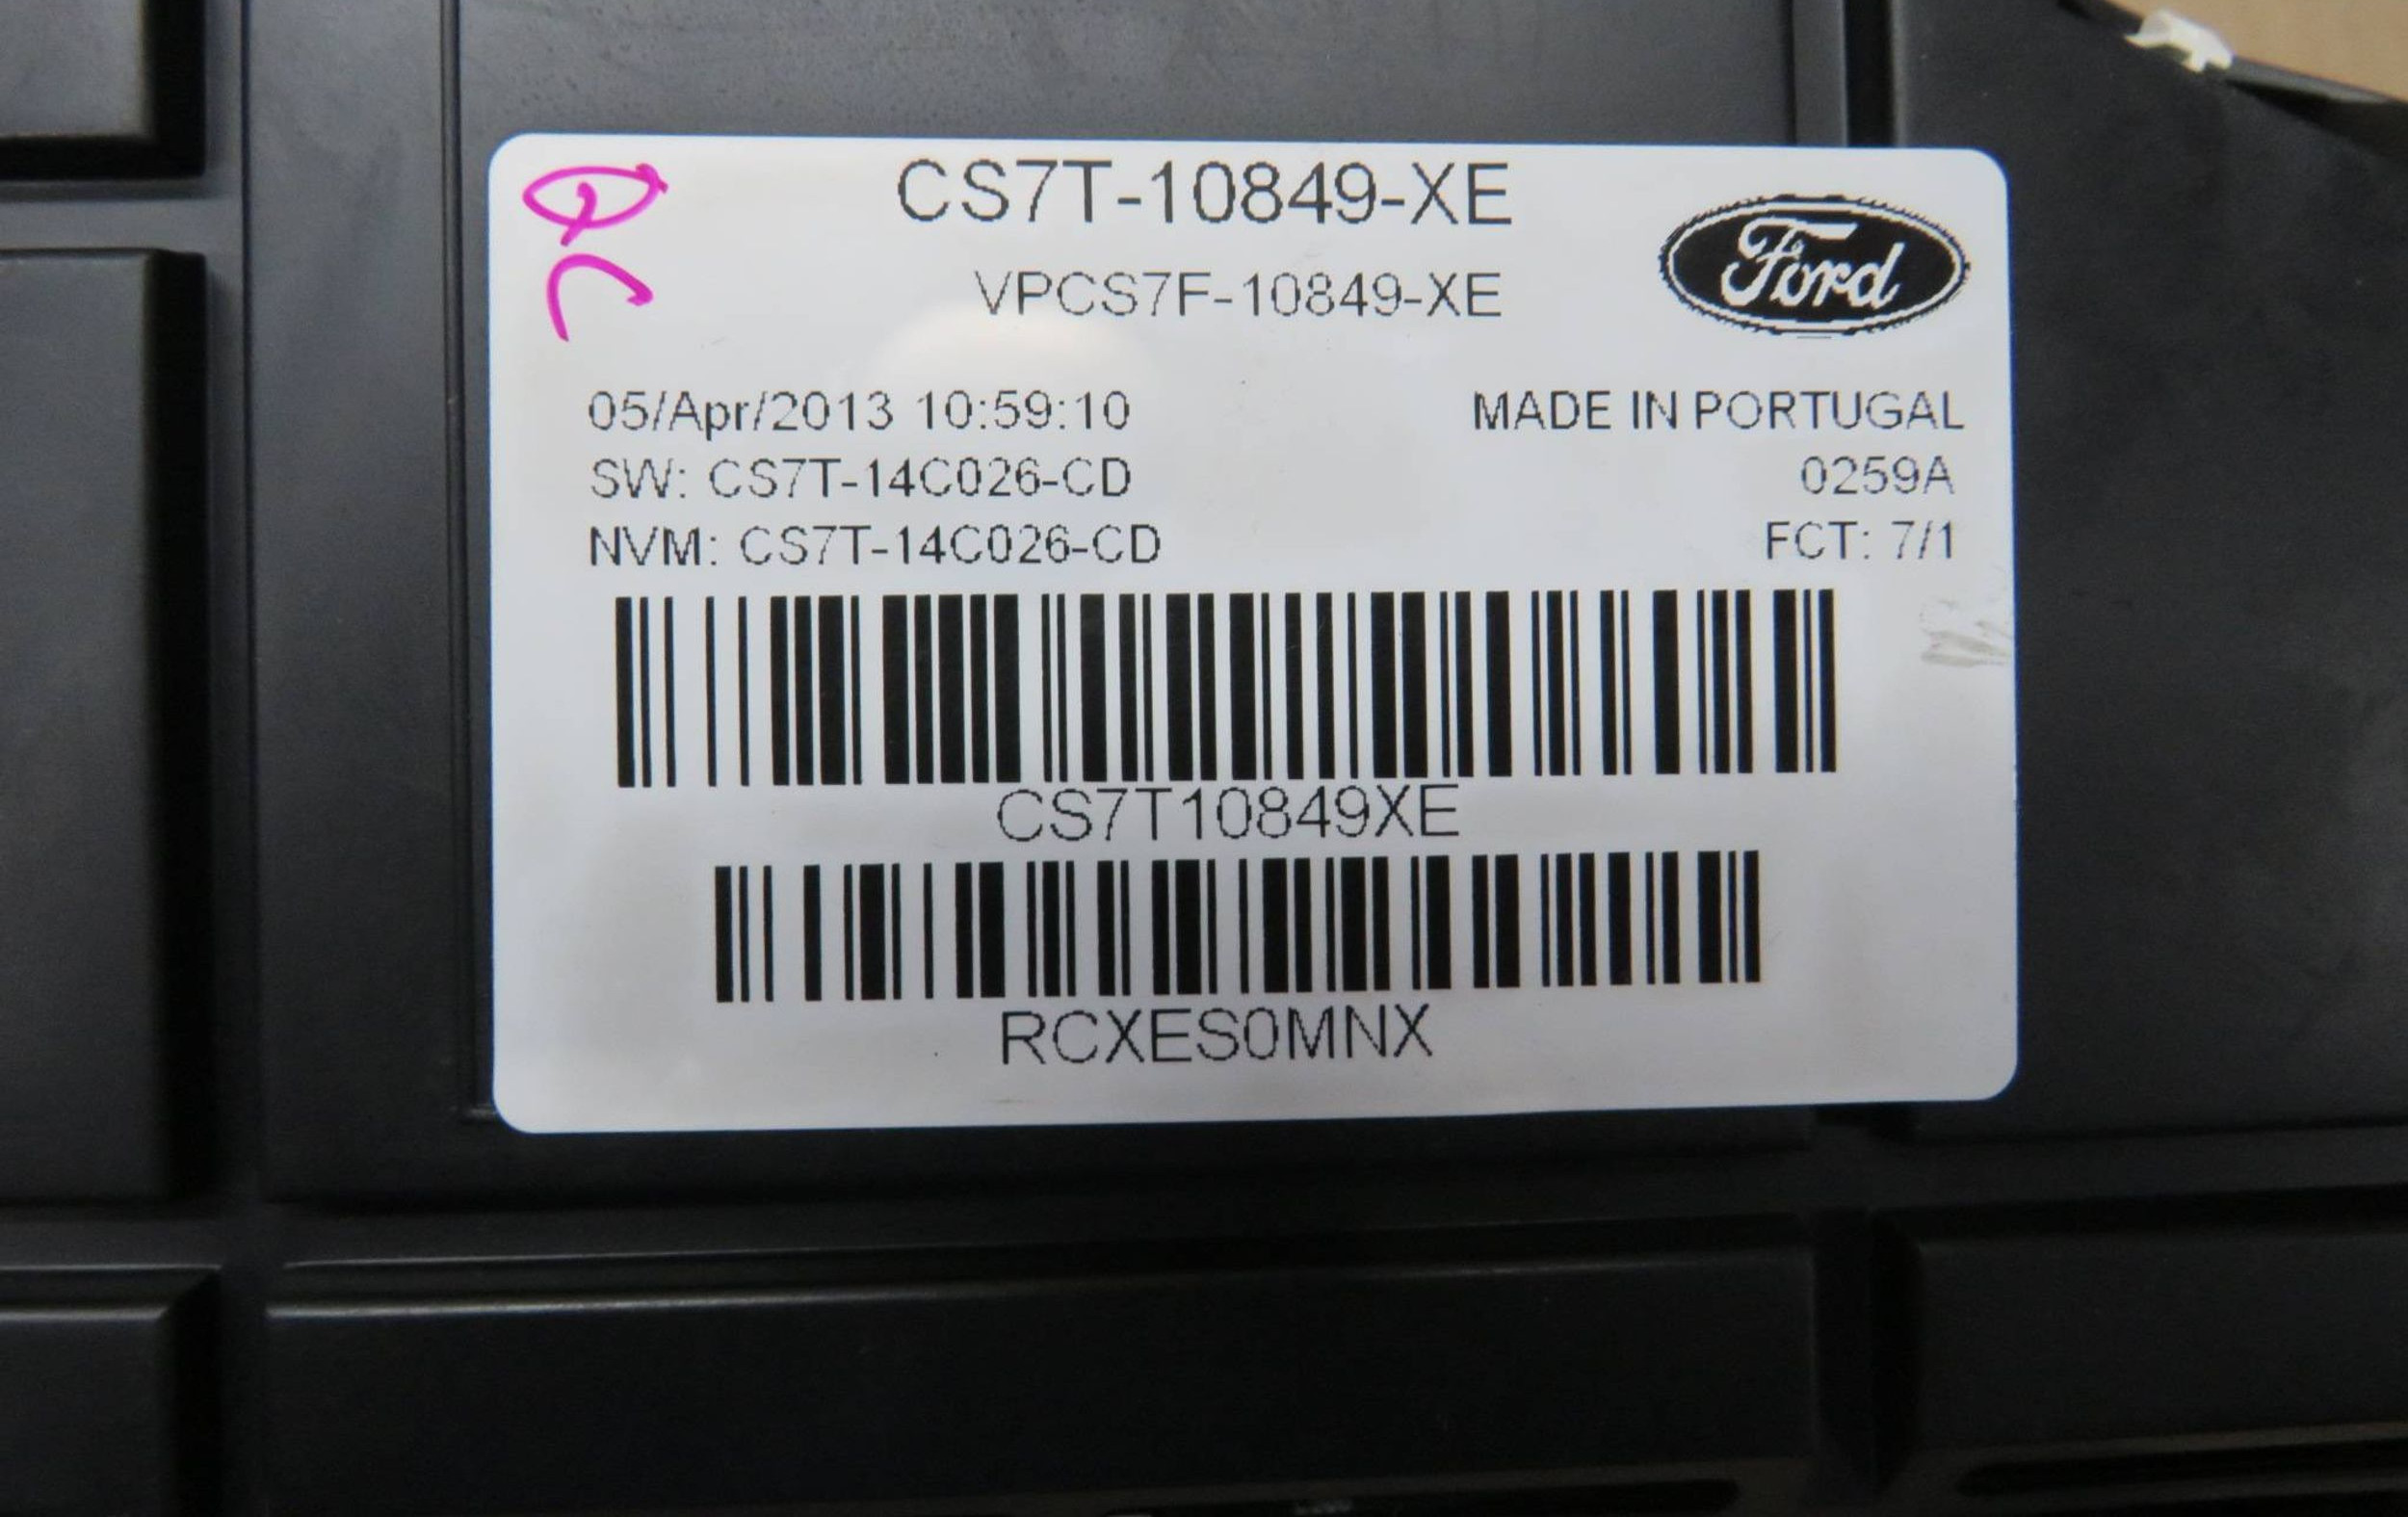 CS7T-10849-XE
VPCS7F-10849-XE
Ford
05/Apr/2013 10:59:10
MADE IN PORTUGAL
SW: CS7T-14C026-CD
0259A
NVM: CS7T-14C026-CD
FCT: 7/1
CS7T10849XE
RCXES0MNX